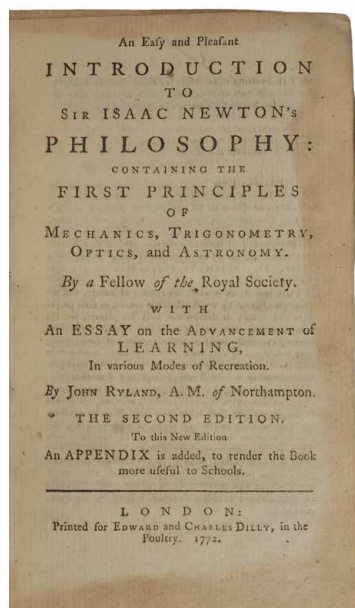 An Eaſy and Pleaſant
INTRODUCTION
TO
SIR ISAAC NEWTON's
PHILOSOPHY:
CONTAINING THE
FIRST PRINCIPLES
OF
MECHANICS, TRIGONOMETRY,
OPTICS, and ASTRONOMY.
By a Fellow of the Royal Society.
WITH
An ESSAY on the ADVANCEMENT of
LEARNING,
In various Modes of Recreation.
By JOHN RYLAND, A.M. of Northampton.
THE SECOND EDITION.
To this New Edition
An APPENDIX is added, to render the Book
more uſeful to Schools.
LONDON:
Printed for EDWARD and CHARLES DILLY, in the
Poultry. 1772.